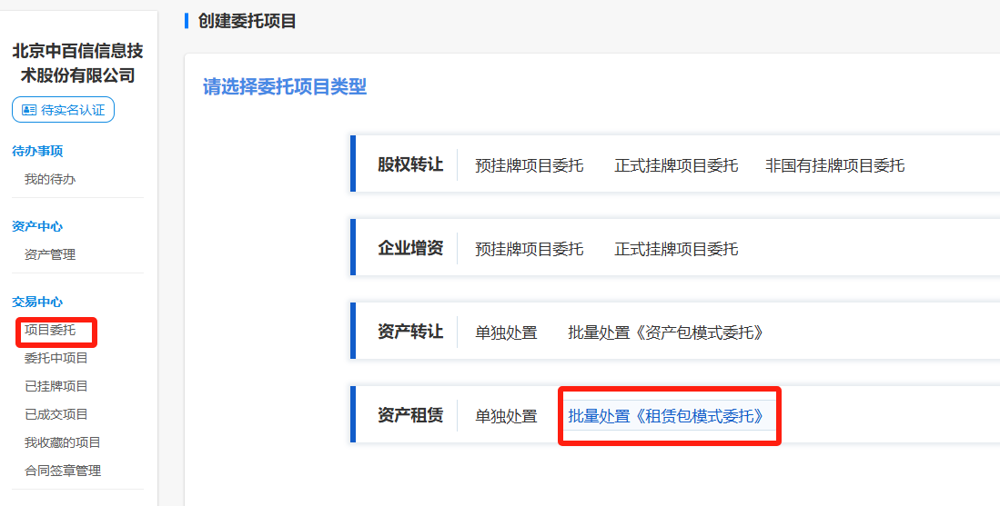 北京中百信信息技
术股份有限公司
待实名认证
待办事项
我的待办
资产中心
资产管理
交易中心
项目委托
委托中项目
已挂牌项目
已成交项目
我收藏的项目
合同签章管理
创建委托项目
请选择委托项目类型
股权转让 预挂牌项目委托 正式挂牌项目委托 非国有挂牌项目委托
企业增资 预挂牌项目委托 正式挂牌项目委托
资产转让 单独处置 批量处置《资产包模式委托》
资产租赁 单独处置 批量处置《租赁包模式委托》